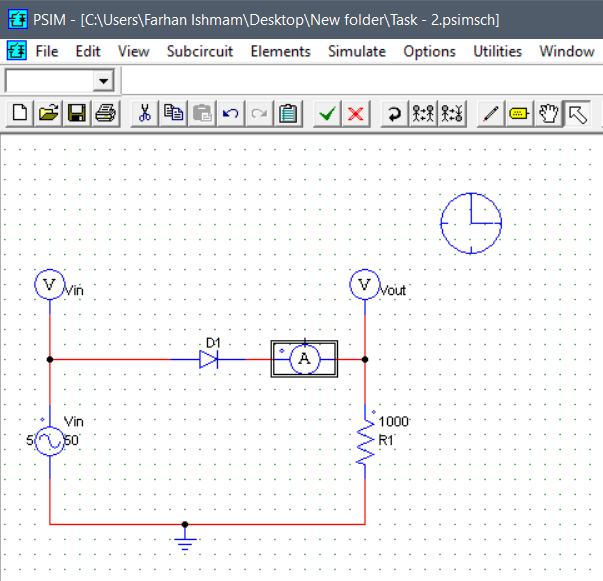 PSIM - [C:\Users\Farhan Ishmam\Desktop\New folder\Task - 2.psimsch]
File Edit View Subcircuit Elements Simulate Options Utilities Window
V Vin
V Vout
D1
A
Vin
5 50
1000
R1